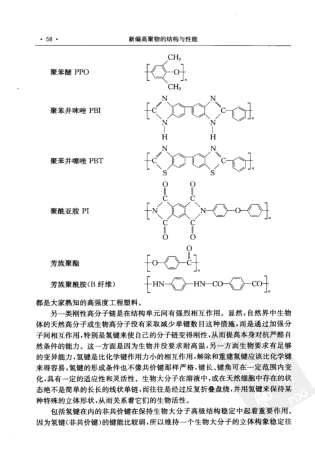 · 58 ·
新编高聚物的结构与性能
聚苯醚 PPO
CH₃
O
n
CH₃
聚苯并咪唑 PBI
N
N
C
C
n
N
N
H
H
聚苯并噻唑 PBT
N
N
C
C
n
S
S
聚酰亚胺 PI
O
O
C
C
N
N
O
n
C
C
O
O
芳族聚酯
O
O
C
n
芳族聚酰胺(B 纤维)
HN
HN
CO
CO
n
都是大家熟知的高强度工程塑料。
另一类刚性高分子链是在结构单元间有强烈相互作用。显然,自然界中生物
体的天然高分子或生物高分子没有采取减少单键数目这种措施,而是通过加强分
子间相互作用,特别是氢键来使自己的分子链变得刚性,从而提高本身对抗严酷自
然条件的能力。这一方面是因为生物并没要求耐高温,另一方面生物要求有足够
的变异能力,氢键是比化学键作用力小的相互作用,解除和重建氢键应该比化学键
来得容易,氢键的形成条件也不像共价键那样严格,键长、键角可在一定范围内变
化,具有一定的适应性和灵活性。生物大分子在溶液中,或在天然细胞中存在的状
态绝不是简单的长长的线状单链,而往往是经过反复折叠盘绕,并用氢键来保持某
种特殊的立体形状,从而关系着它们的生物活性。
包括氢键在内的非共价键在保持生物大分子高级结构稳定中起着重要作用。
因为氢键(非共价键)的键能比较弱,所以维持一个生物大分子的立体构象稳定往